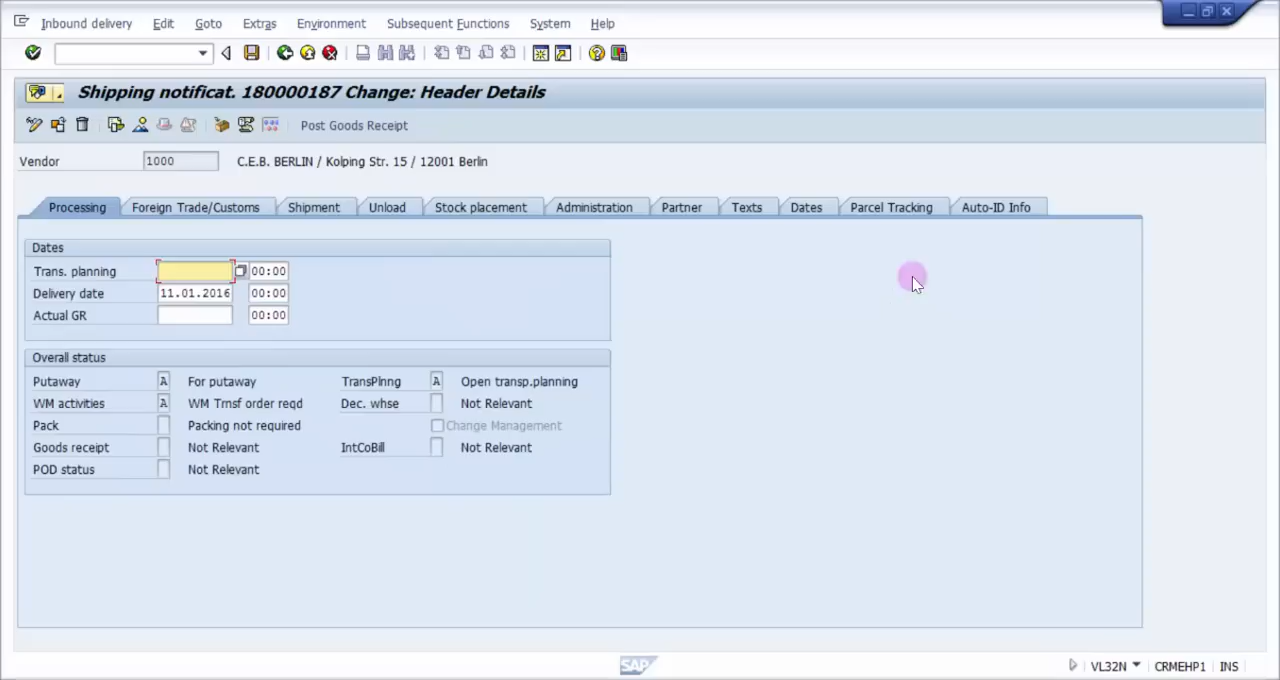 Inbound delivery Edit Goto Extras Environment Subsequent Functions System Help
Shipping notificat. 180000187 Change: Header Details
Post Goods Receipt
Vendor 1000 C.E.B. BERLIN / Kolping Str. 15 / 12001 Berlin
Processing Foreign Trade/Customs Shipment Unload Stock placement Administration Partner Texts Dates Parcel Tracking Auto-ID Info
Dates
Trans. planning 00:00
Delivery date 11.01.2016 00:00
Actual GR 00:00
Overall status
Putaway A For putaway TransPlnng A Open transp.planning
WM activities A WM Trnsf order reqd Dec. whse Not Relevant
Pack Packing not required Change Management
Goods receipt Not Relevant IntCoBill Not Relevant
POD status Not Relevant
SAP VL32N CRMEHP1 INS